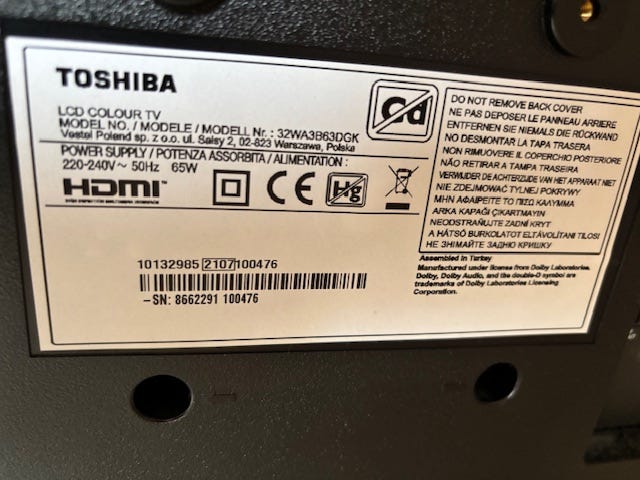 TOSHIBA
LCD COLOUR TV
MODEL NO. / MODELE / MODELL Nr. : 32WA3B63DGK
Vestel Poland sp. z o.o. ul. Salsy 2, 02-823 Warszawa, Polska
POWER SUPPLY / POTENZA ASSORBITA / ALIMENTATION :
220-240V ~ 50Hz 65W
HDMI
HIGH DEFINITION MULTIMEDIA INTERFACE
CE
Hg
Cd
DO NOT REMOVE BACK COVER
NE PAS DEPOSER LE PANNEAU ARRIERE
ENTFERNEN SIE NIEMALS DIE RÜCKWAND
NO DESMONTAR LA TAPA TRASERA
NON RIMUOVERE IL COPERCHIO POSTERIORE
NÃO RETIRAR A TAMPA TRASEIRA
VERWIJDER DE ACHTERZIJDE VAN HET APPARAAT NIET
NIE ZDEJMOWAĆ TYLNEJ POKRYWY
ΜΗΝ ΑΦΑΙΡΕΙΤΕ ΤΟ ΠΙΣΩ ΚΑΛΥΜΜΑ
ARKA KAPAĞI ÇIKARTMAYIN
NEODSTRAŇUJTE ZADNÍ KRYT
A HÁTSÓ BURKOLATOT ELTÁVOLÍTANI TILOS!
НЕ ЗНІМАЙТЕ ЗАДНЮ КРИШКУ
Assembled in Turkey
Manufactured under license from Dolby Laboratories.
Dolby, Dolby Audio, and the double-D symbol are
trademarks of Dolby Laboratories Licensing
Corporation.
10132985 2107 100476
-SN: 8662291 100476